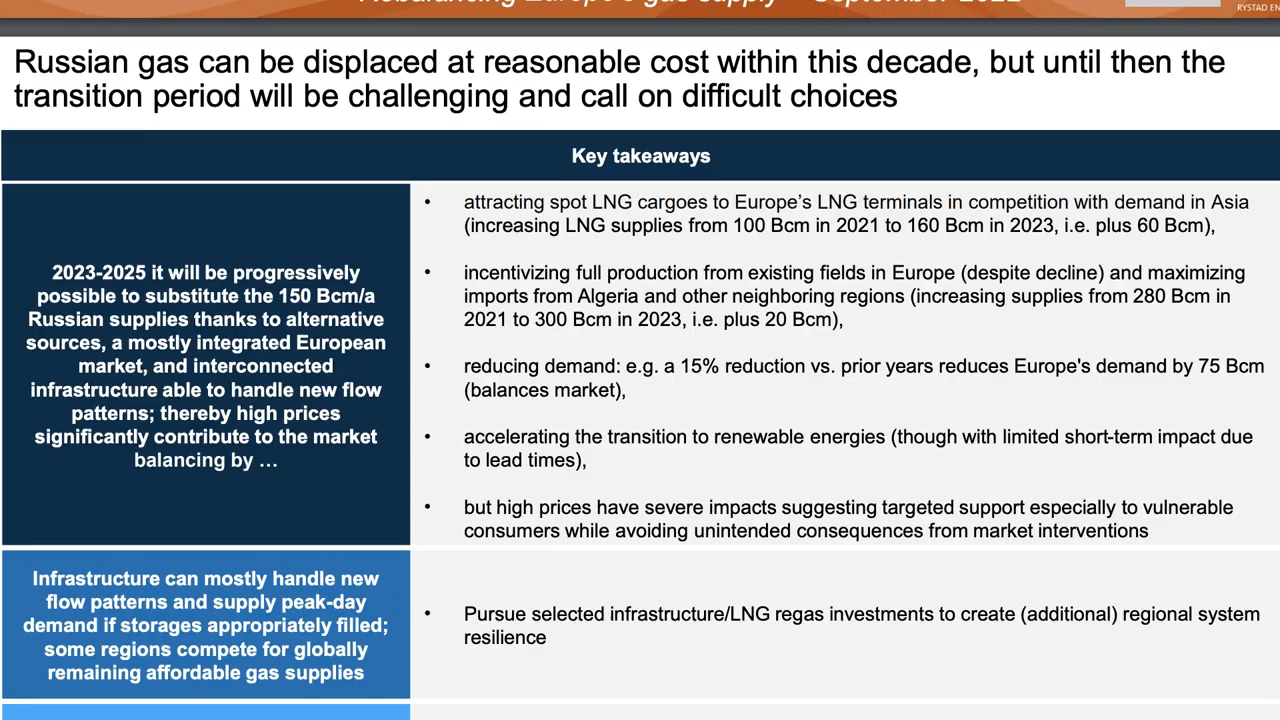 Rebalancing Europe's gas supply – September 2022
RYSTAD EN
Russian gas can be displaced at reasonable cost within this decade, but until then the
transition period will be challenging and call on difficult choices
Key takeaways
2023-2025 it will be progressively
possible to substitute the 150 Bcm/a
Russian supplies thanks to alternative
sources, a mostly integrated European
market, and interconnected
infrastructure able to handle new flow
patterns; thereby high prices
significantly contribute to the market
balancing by …
• attracting spot LNG cargoes to Europe’s LNG terminals in competition with demand in Asia
(increasing LNG supplies from 100 Bcm in 2021 to 160 Bcm in 2023, i.e. plus 60 Bcm),
• incentivizing full production from existing fields in Europe (despite decline) and maximizing
imports from Algeria and other neighboring regions (increasing supplies from 280 Bcm in
2021 to 300 Bcm in 2023, i.e. plus 20 Bcm),
• reducing demand: e.g. a 15% reduction vs. prior years reduces Europe's demand by 75 Bcm
(balances market),
• accelerating the transition to renewable energies (though with limited short-term impact due
to lead times),
• but high prices have severe impacts suggesting targeted support especially to vulnerable
consumers while avoiding unintended consequences from market interventions
Infrastructure can mostly handle new
flow patterns and supply peak-day
demand if storages appropriately filled;
some regions compete for globally
remaining affordable gas supplies
• Pursue selected infrastructure/LNG regas investments to create (additional) regional system
resilience